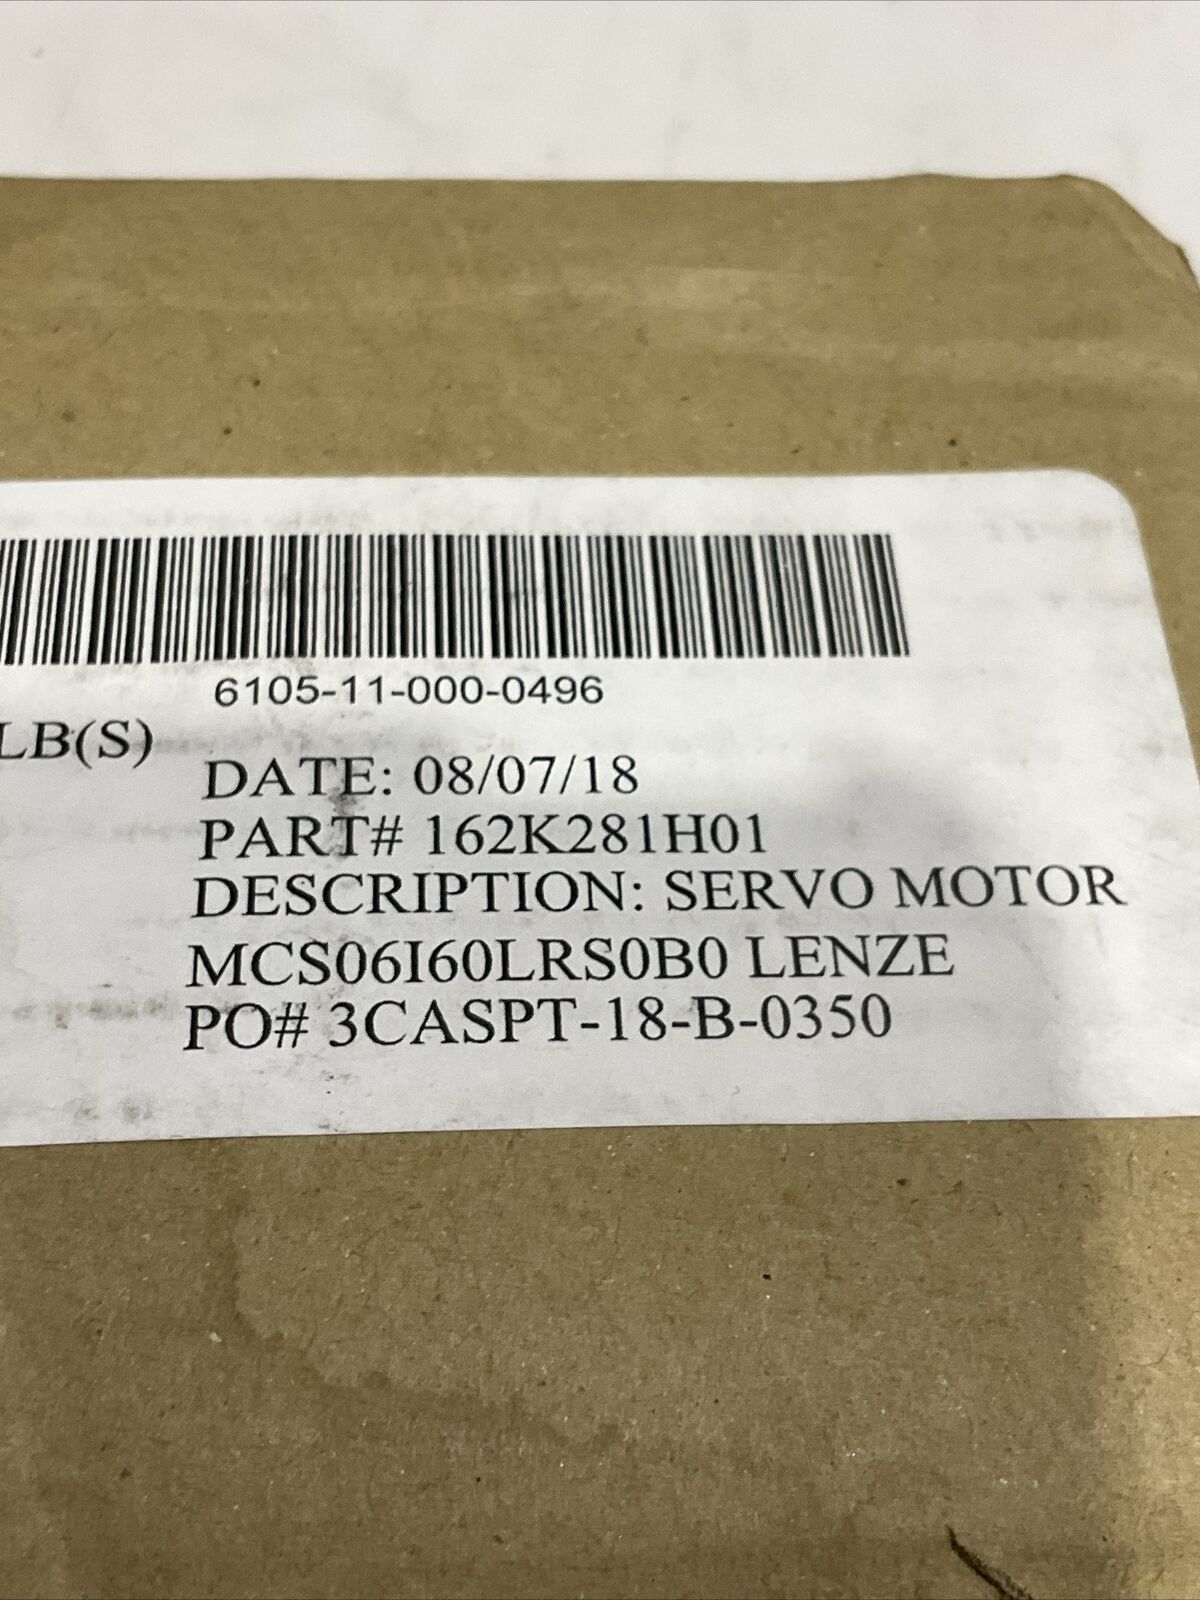 6105-11-000-0496
LB(S)
DATE: 08/07/18
PART# 162K281H01
DESCRIPTION: SERVO MOTOR
MCS06I60LRS0B0 LENZE
PO# 3CASPT-18-B-0350